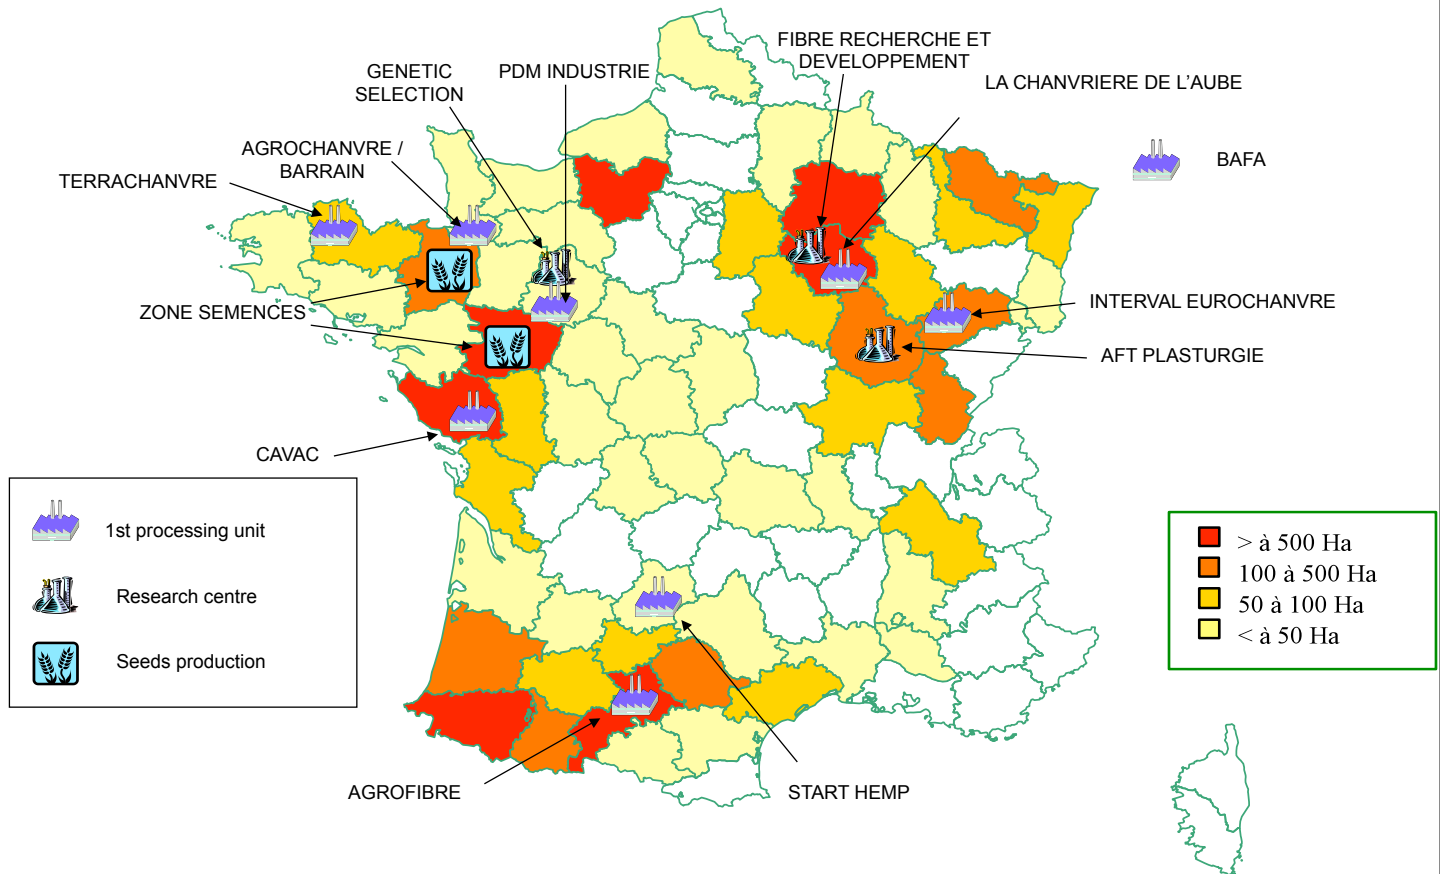 FIBRE RECHERCHE ET
DEVELOPPEMENT
GENETIC
SELECTION
PDM INDUSTRIE
LA CHANVRIERE DE L'AUBE
AGROCHANVRE /
BARRAIN
BAFA
TERRACHANVRE
ZONE SEMENCES
INTERVAL EUROCHANVRE
AFT PLASTURGIE
CAVAC
1st processing unit
Research centre
Seeds production
> à 500 Ha
100 à 500 Ha
50 à 100 Ha
< à 50 Ha
AGROFIBRE
START HEMP